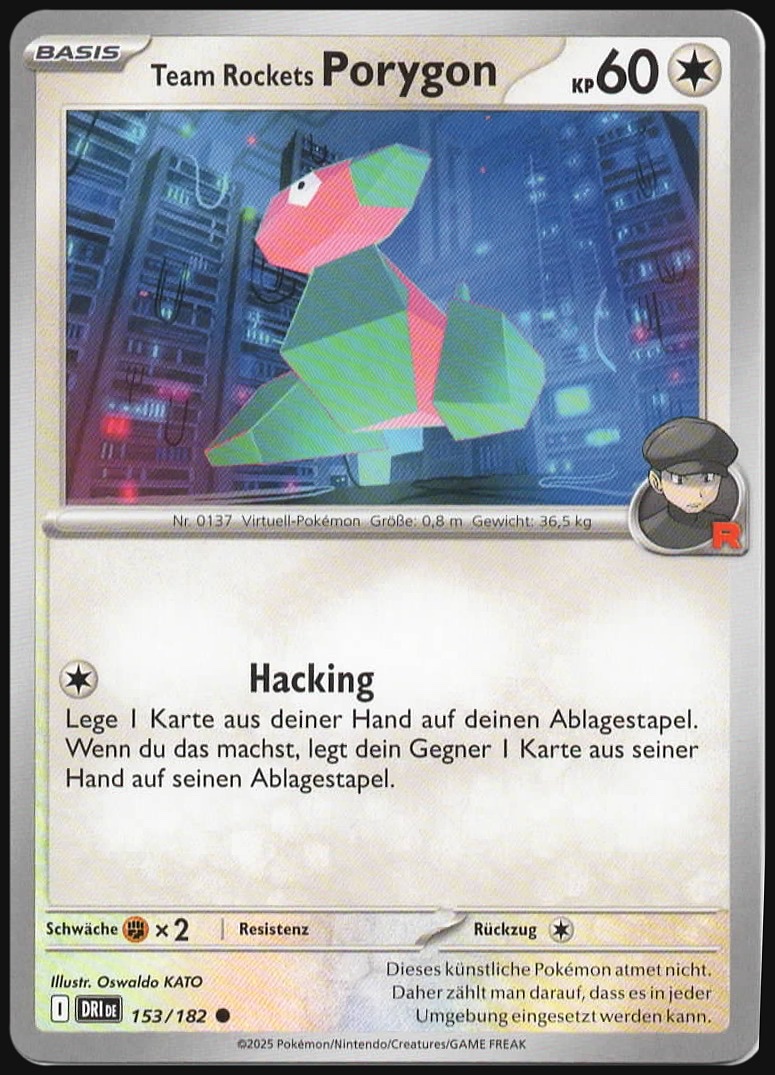 BASIS
Team Rockets Porygon
KP 60
Nr. 0137 Virtuell-Pokémon Größe: 0,8 m Gewicht: 36,5 kg
R
Hacking
Lege 1 Karte aus deiner Hand auf deinen Ablagestapel.
Wenn du das machst, legt dein Gegner 1 Karte aus seiner
Hand auf seinen Ablagestapel.
Schwäche ×2 Resistenz Rückzug
Illustr. Oswaldo KATO
I DRI DE 153/182
Dieses künstliche Pokémon atmet nicht.
Daher zählt man darauf, dass es in jeder
Umgebung eingesetzt werden kann.
©2025 Pokémon/Nintendo/Creatures/GAME FREAK